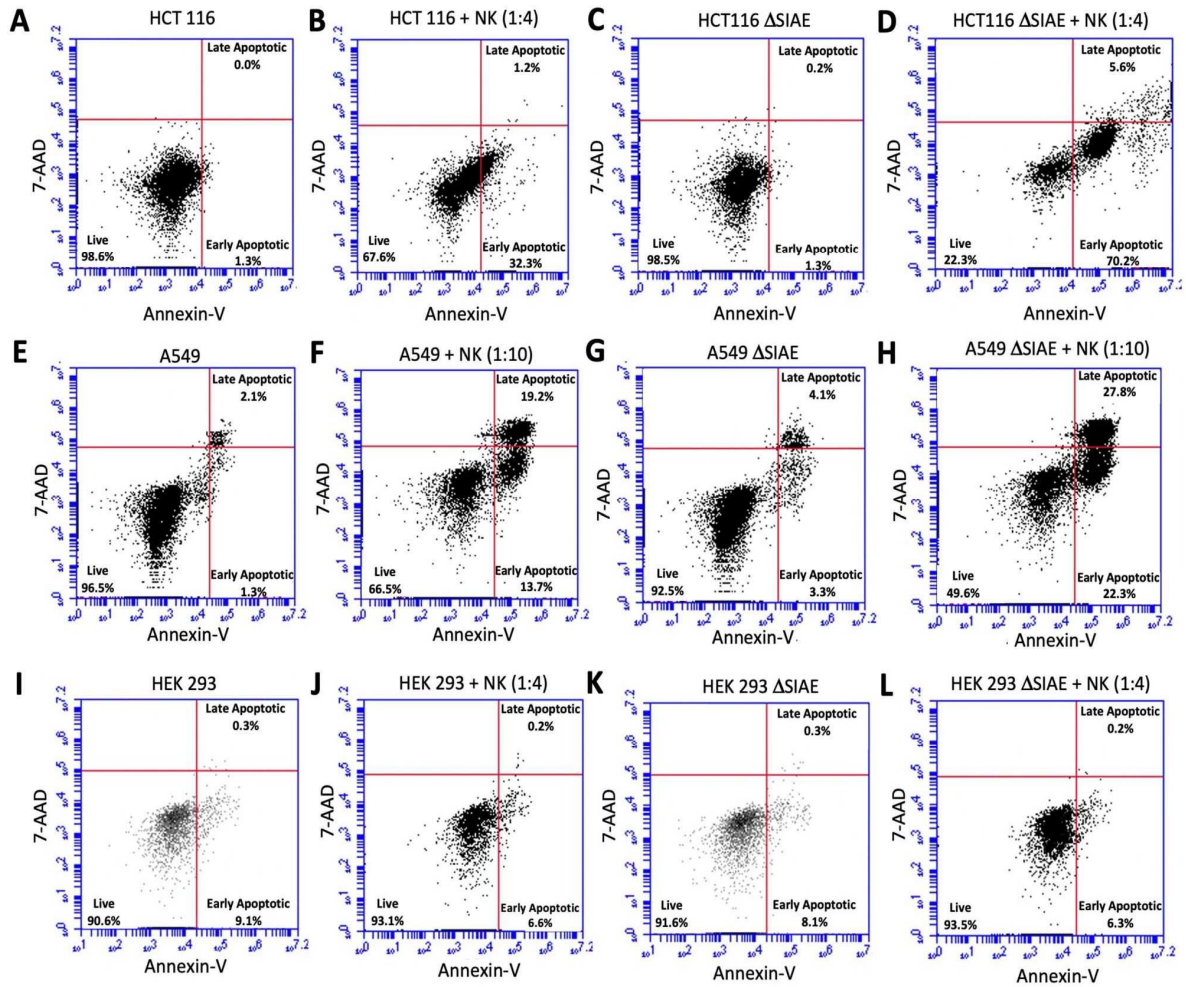 A
HCT 116
Late Apoptotic
0.0%
Live
98.6%
Early Apoptotic
1.3%
7-AAD
Annexin-V
B
HCT 116 + NK (1:4)
Late Apoptotic
1.2%
Live
67.6%
Early Apoptotic
32.3%
7-AAD
Annexin-V
C
HCT116 ΔSIAE
Late Apoptotic
0.2%
Live
98.5%
Early Apoptotic
1.3%
7-AAD
Annexin-V
D
HCT116 ΔSIAE + NK (1:4)
Late Apoptotic
5.6%
Live
22.3%
Early Apoptotic
70.2%
7-AAD
Annexin-V
E
A549
Late Apoptotic
2.1%
Live
96.5%
Early Apoptotic
1.3%
7-AAD
Annexin-V
F
A549 + NK (1:10)
Late Apoptotic
19.2%
Live
66.5%
Early Apoptotic
13.7%
7-AAD
Annexin-V
G
A549 ΔSIAE
Late Apoptotic
4.1%
Live
92.5%
Early Apoptotic
3.3%
7-AAD
Annexin-V
H
A549 ΔSIAE + NK (1:10)
Late Apoptotic
27.8%
Live
49.6%
Early Apoptotic
22.3%
7-AAD
Annexin-V
I
HEK 293
Late Apoptotic
0.3%
Live
90.6%
Early Apoptotic
9.1%
7-AAD
Annexin-V
J
HEK 293 + NK (1:4)
Late Apoptotic
0.2%
Live
93.1%
Early Apoptotic
6.6%
7-AAD
Annexin-V
K
HEK 293 ΔSIAE
Late Apoptotic
0.3%
Live
91.6%
Early Apoptotic
8.1%
7-AAD
Annexin-V
L
HEK 293 ΔSIAE + NK (1:4)
Late Apoptotic
0.2%
Live
93.5%
Early Apoptotic
6.3%
7-AAD
Annexin-V